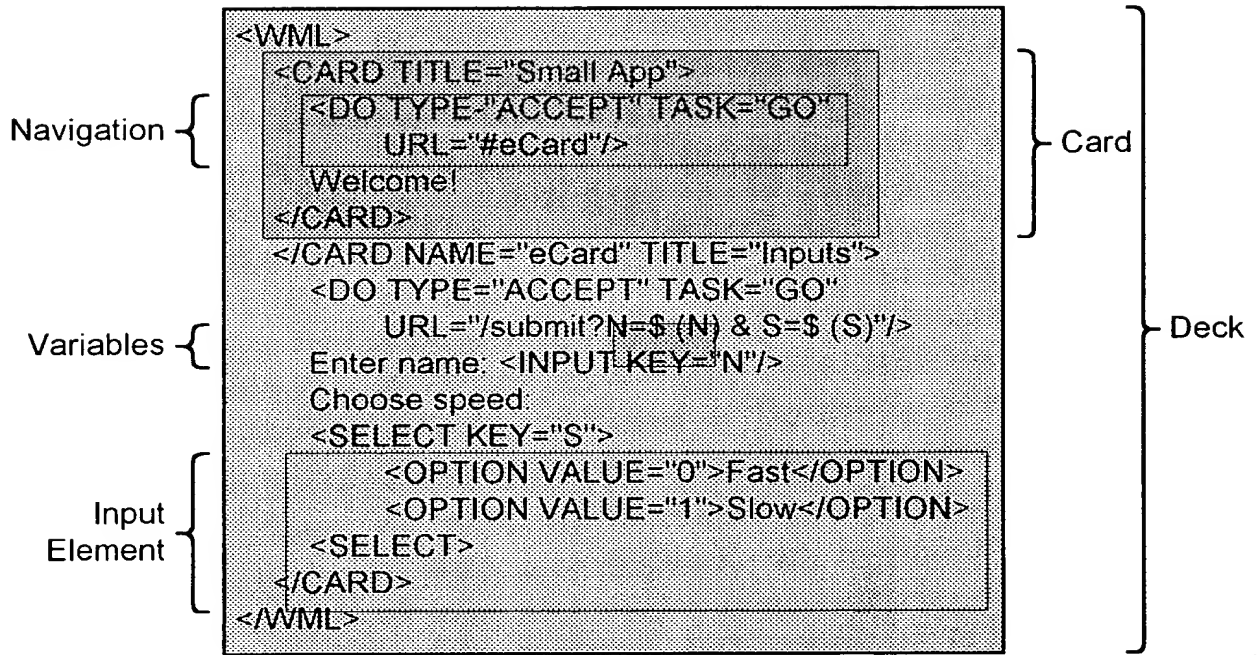 <WML>
<CARD TITLE="Small App">
<DO TYPE-"ACCEPT" TASK="GO"
URL="#eCard"/>
Welcome!
</CARD>
</CARD NAME="eCard" TITLE="Inputs">
<DO TYPE="ACCEPT" TASK="GO"
URL="/submit?N=$ (N) & S=$ (S)"/>
Enter name: <INPUT KEY="N"/>
Choose speed:
<SELECT KEY="S">
<OPTION VALUE="0">Fast</OPTION>
<OPTION VALUE="1">Slow</OPTION>
<SELECT>
</CARD>
</WML>
Navigation
Variables
Input
Element
Card
Deck